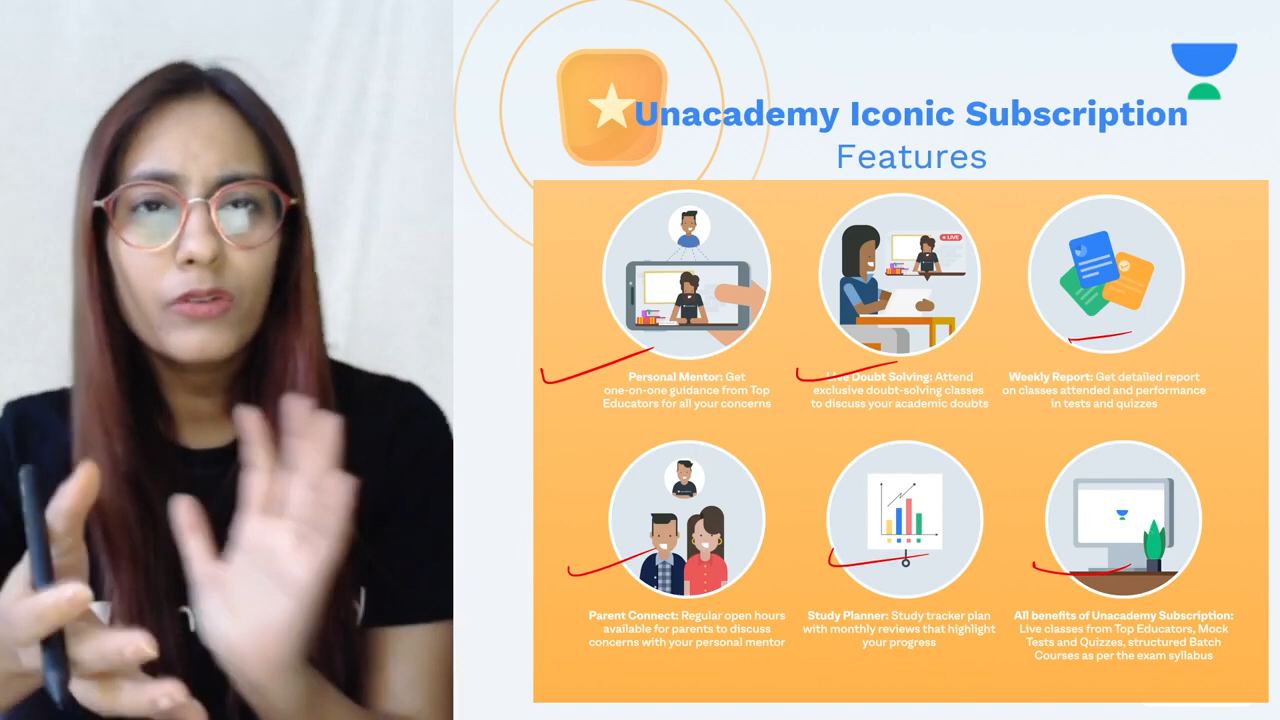 Unacademy Iconic Subscription
Features
LIVE
Personal Mentor: Get
one-on-one guidance from Top
Educators for all your concerns
Live Doubt Solving: Attend
exclusive doubt-solving classes
to discuss your academic doubts
Weekly Report: Get detailed report
on classes attended and performance
in tests and quizzes
Parent Connect: Regular open hours
available for parents to discuss
concerns with your personal mentor
Study Planner: Study tracker plan
with monthly reviews that highlight
your progress
All benefits of Unacademy Subscription:
Live classes from Top Educators, Mock
Tests and Quizzes, structured Batch
Courses as per the exam syllabus